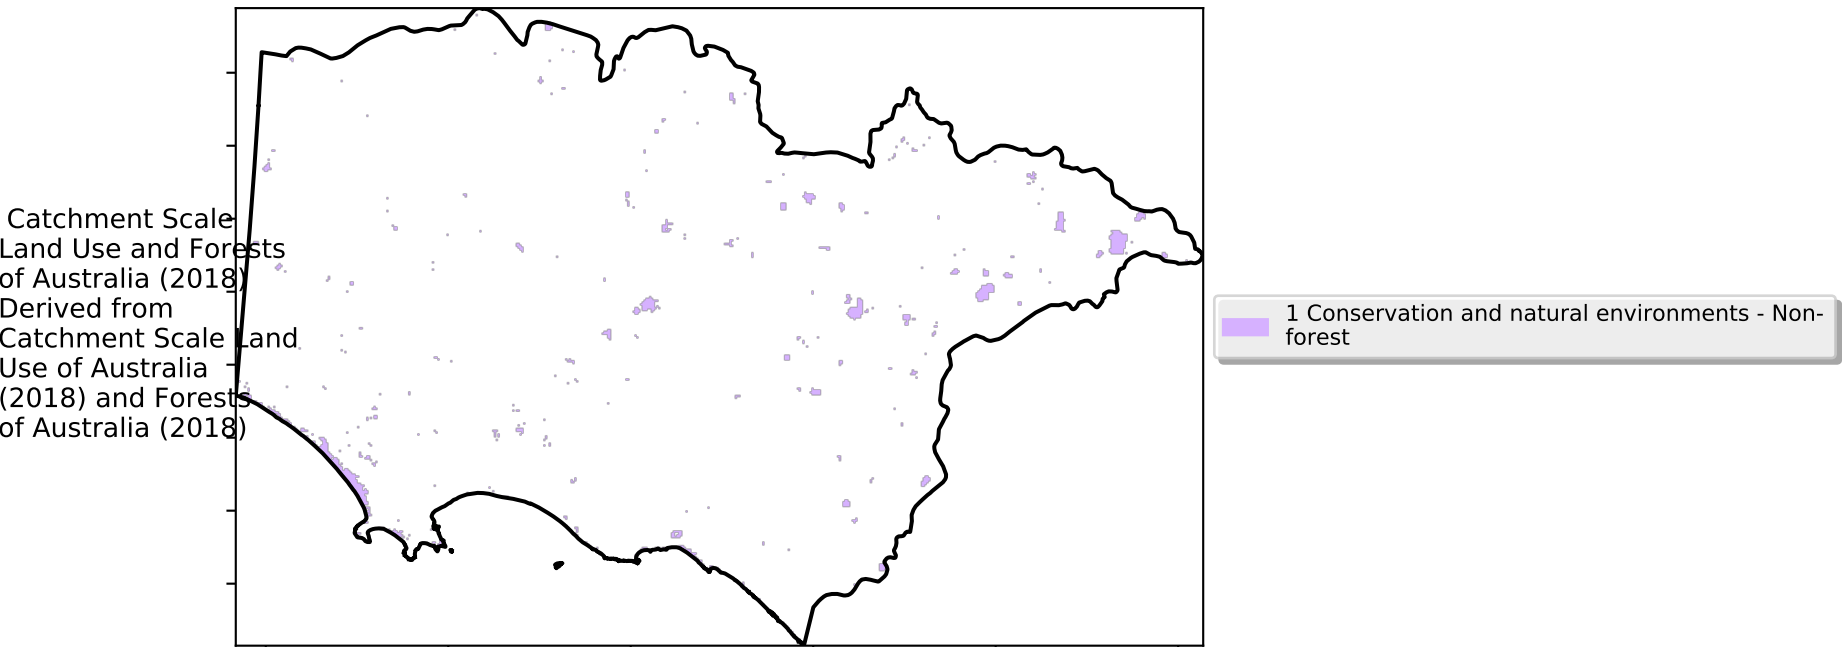 Catchment Scale
Land Use and Forests
of Australia (2018)
Derived from
Catchment Scale Land
Use of Australia
(2018) and Forests
of Australia (2018)
1 Conservation and natural environments - Non-
forest